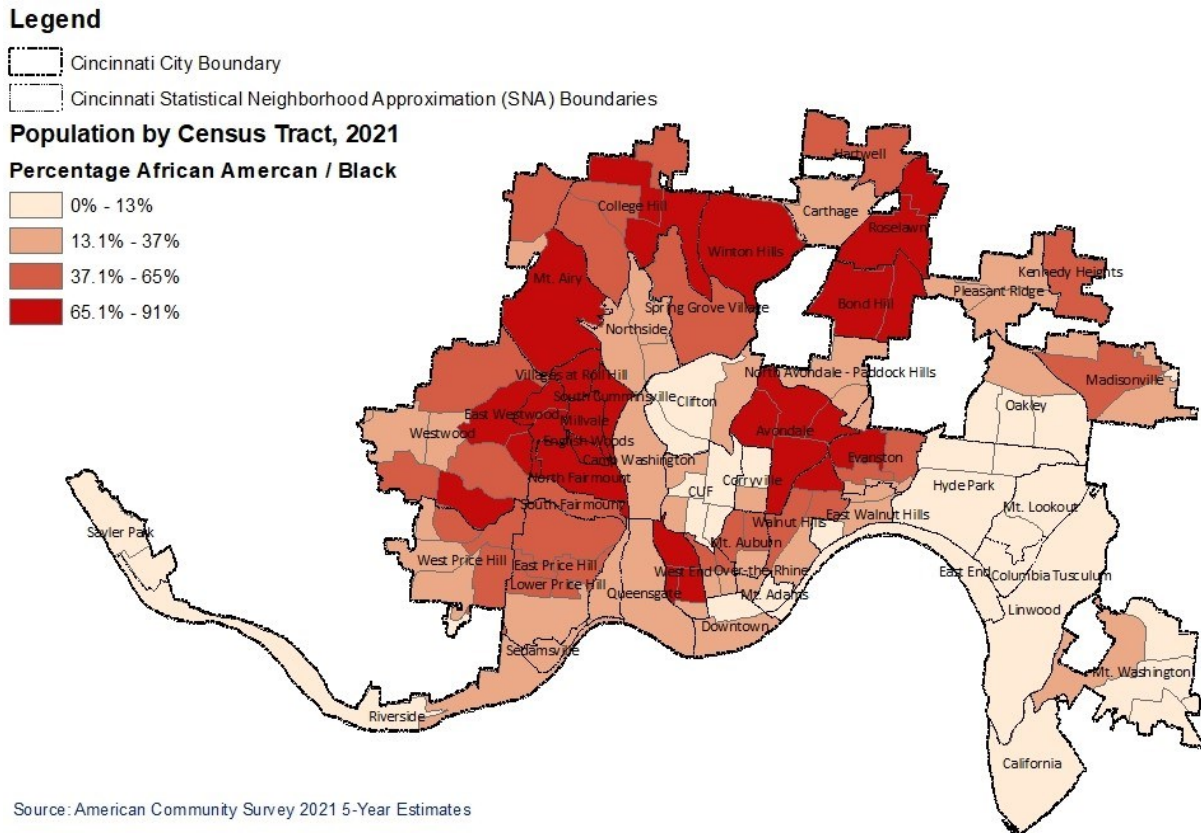 Legend
Cincinnati City Boundary
Cincinnati Statistical Neighborhood Approximation (SNA) Boundaries
Population by Census Tract, 2021
Percentage African Amercan / Black
0% - 13%
13.1% - 37%
37.1% - 65%
65.1% - 91%
Hartwell
College Hill
Carthage
Roselawn
Winton Hills
Mt. Airy
Kennedy Heights
Pleasant Ridge
Bond Hill
Spring Grove Village
Northside
Villages at Roll Hill
North Avondale - Paddock Hills
Madisonville
South Cumminsville
Clifton
Oakley
East Westwood
Millvale
Westwood
Avondale
English Woods
Camp Washington
Evanston
North Fairmount
Corryville
Hyde Park
CUF
South Fairmount
Mt. Lookout
East Walnut Hills
Walnut Hills
Sayler Park
Mt. Auburn
West Price Hill
East Price Hill
West End
Over-the-Rhine
East End
Columbia Tusculum
Lower Price Hill
Queensgate
Mt. Adams
Linwood
Downtown
Sedamsville
Mt. Washington
Riverside
California
Source: American Community Survey 2021 5-Year Estimates